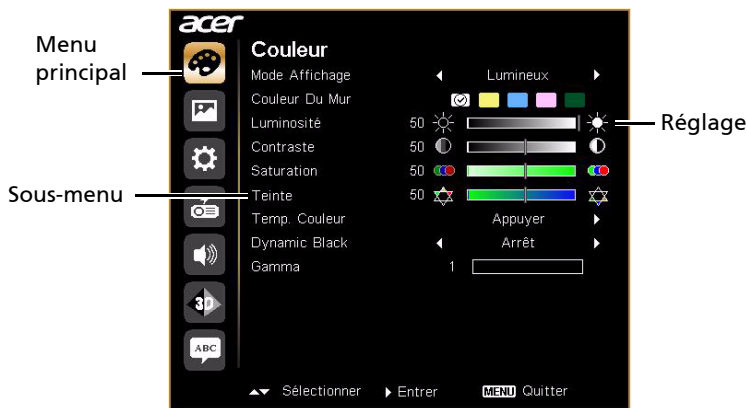 acer
Menu principal
Couleur
Mode Affichage Lumineux
Couleur Du Mur
Luminosité 50
Réglage
Contraste 50
Saturation 50
Sous-menu
Teinte 50
Temp. Couleur Appuyer
Dynamic Black Arrêt
Gamma 1
3D
ABC
Sélectionner Entrer MENU Quitter